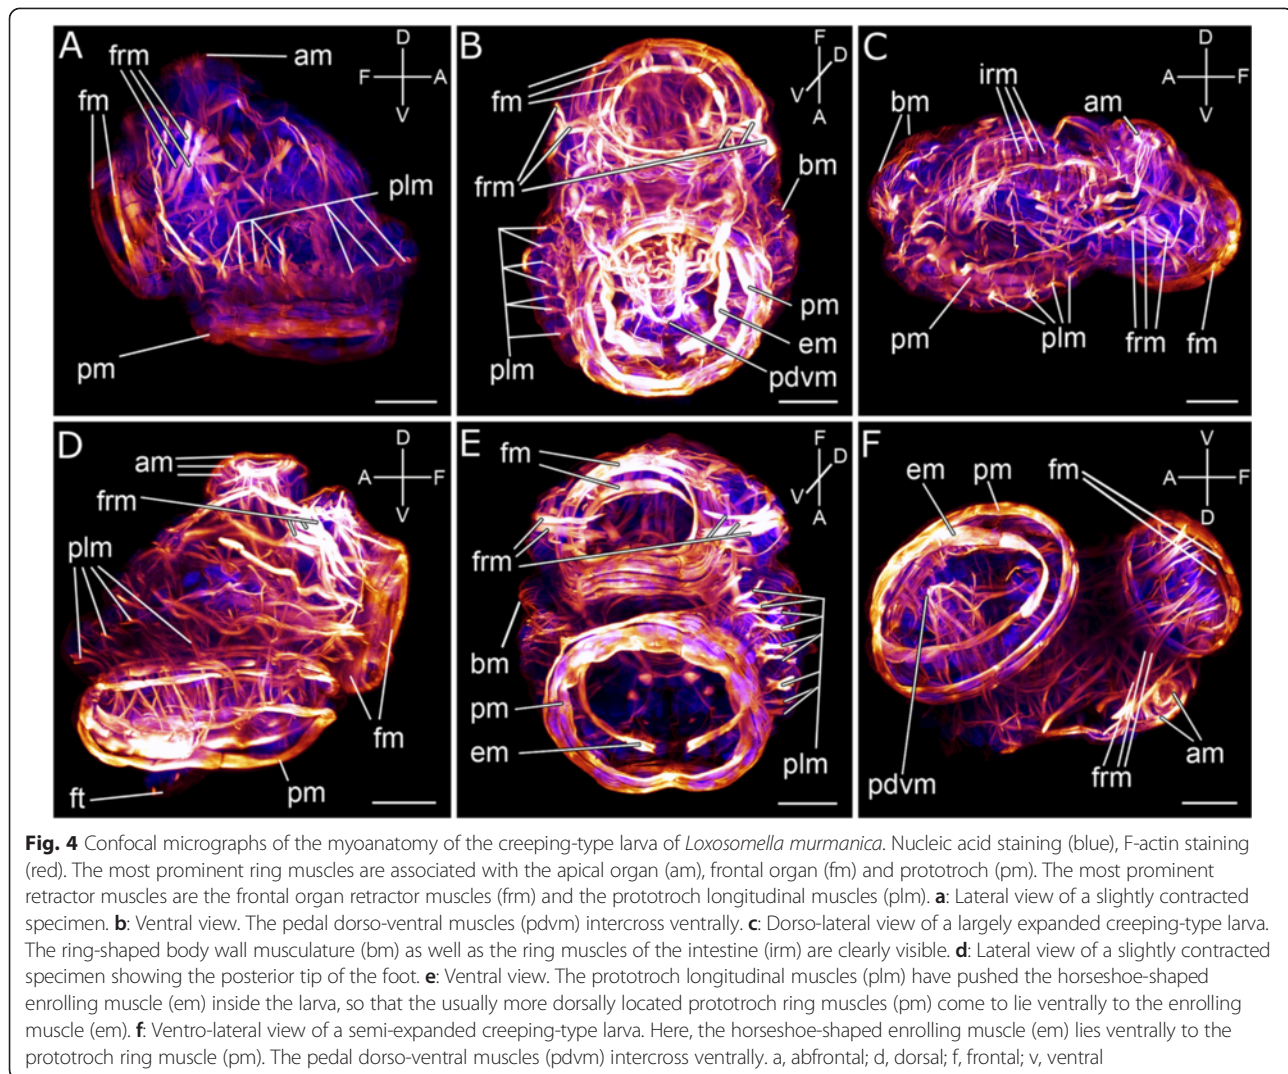 A
frm
am
fm
plm
pm
D
F
A
V
B
fm
frm
bm
plm
pm
em
pdvm
F
D
V
A
C
irm
bm
am
pm
plm
frm
fm
D
A
F
V
D
am
frm
plm
fm
ft
pm
D
A
F
V
E
fm
frm
bm
pm
em
plm
F
D
V
A
F
em
pm
fm
pdvm
frm
am
V
A
F
D
Fig. 4 Confocal micrographs of the myoanatomy of the creeping-type larva of Loxosomella murmanica. Nucleic acid staining (blue), F-actin staining
(red). The most prominent ring muscles are associated with the apical organ (am), frontal organ (fm) and prototroch (pm). The most prominent
retractor muscles are the frontal organ retractor muscles (frm) and the prototroch longitudinal muscles (plm). a: Lateral view of a slightly contracted
specimen. b: Ventral view. The pedal dorso-ventral muscles (pdvm) intercross ventrally. c: Dorso-lateral view of a largely expanded creeping-type larva.
The ring-shaped body wall musculature (bm) as well as the ring muscles of the intestine (irm) are clearly visible. d: Lateral view of a slightly contracted
specimen showing the posterior tip of the foot. e: Ventral view. The prototroch longitudinal muscles (plm) have pushed the horseshoe-shaped
enrolling muscle (em) inside the larva, so that the usually more dorsally located prototroch ring muscles (pm) come to lie ventrally to the enrolling
muscle (em). f: Ventro-lateral view of a semi-expanded creeping-type larva. Here, the horseshoe-shaped enrolling muscle (em) lies ventrally to the
prototroch ring muscle (pm). The pedal dorso-ventral muscles (pdvm) intercross ventrally. a, abfrontal; d, dorsal; f, frontal; v, ventral